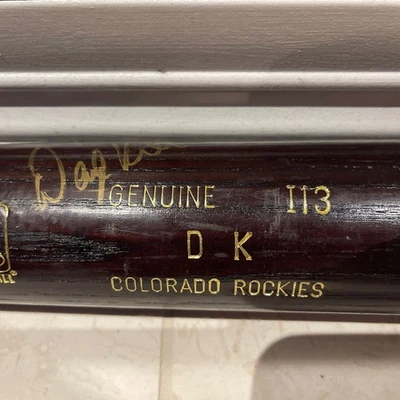 GENUINE I13
D K
COLORADO ROCKIES